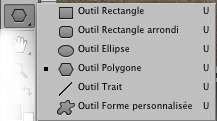 Outil Rectangle U
Outil Rectangle arrondi U
Outil Ellipse U
Outil Polygone U
Outil Trait U
Outil Forme personnalisée U